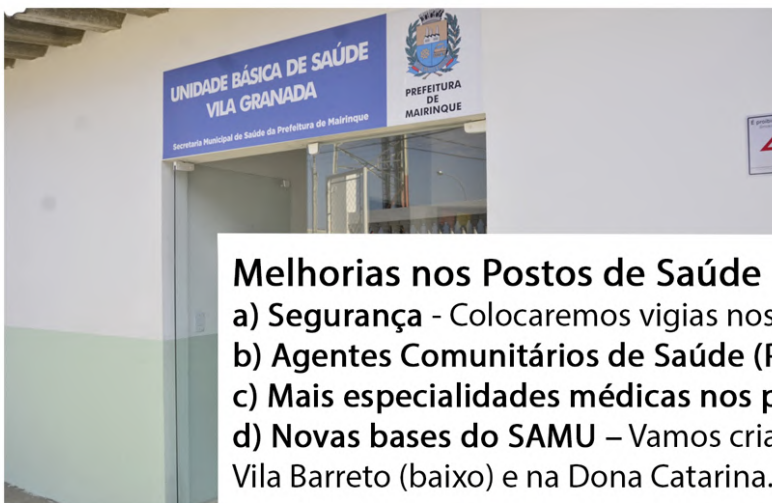 UNIDADE BÁSICA DE SAÚDE
VILA GRANADA
Secretaria Municipal de Saúde da Prefeitura de Mairinque
PREFEITURA
DE
MAIRINQUE
Melhorias nos Postos de Saúde
a) Segurança - Colocaremos vigias nos
b) Agentes Comunitários de Saúde (
c) Mais especialidades médicas nos
d) Novas bases do SAMU – Vamos
Vila Barreto (baixo) e na Dona Catarina.